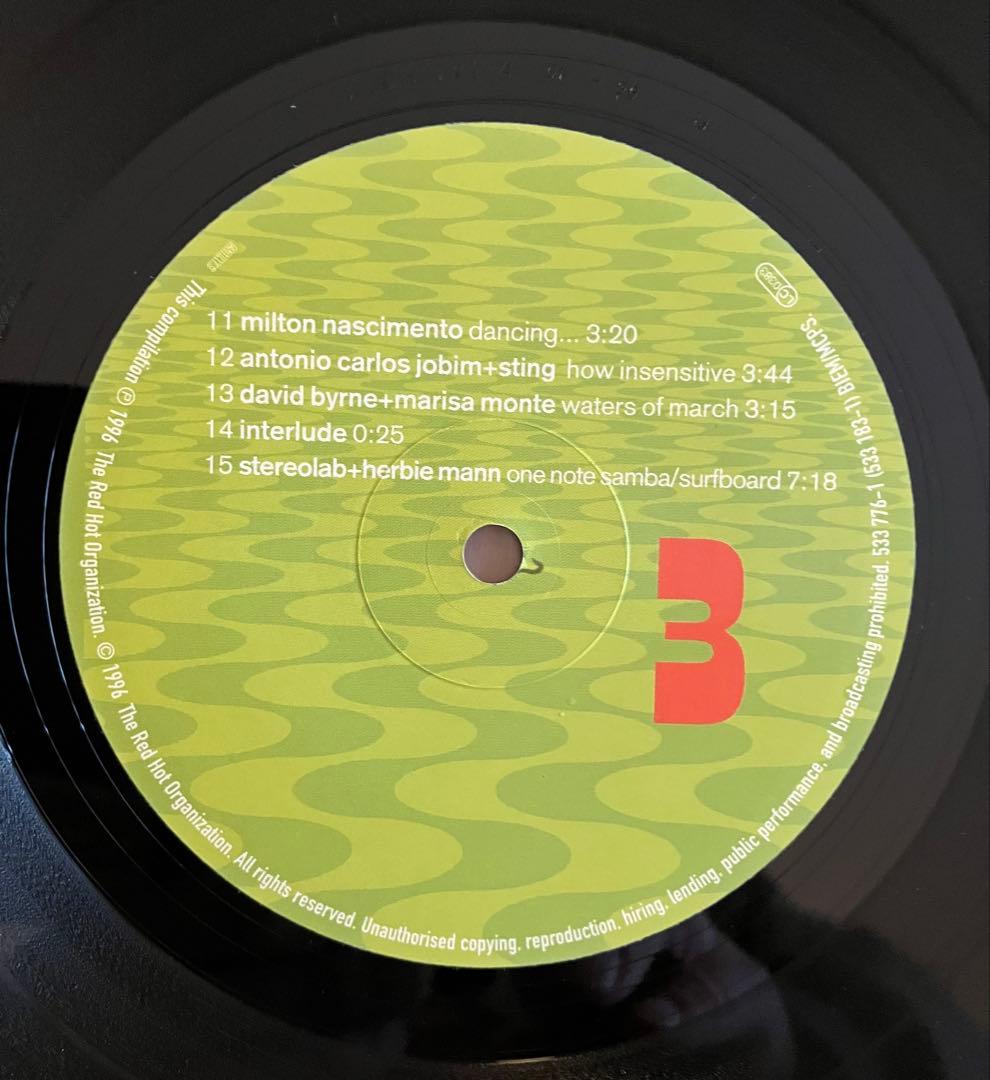 11 milton nascimento dancing... 3:20
12 antonio carlos jobim+sting how insensitive 3:44
13 david byrne+marisa monte waters of march 3:15
14 interlude 0:25
15 stereolab+herbie mann one note samba/surfboard 7:18
3
This compilation ℗ 1996 The Red Hot Organization. © 1996 The Red Hot Organization. All rights reserved. Unauthorised copying, reproduction, hiring, lending, public performance, and broadcasting prohibited. 533 776-1 (533 183-1) BIEM/MCPS.
LC 0383